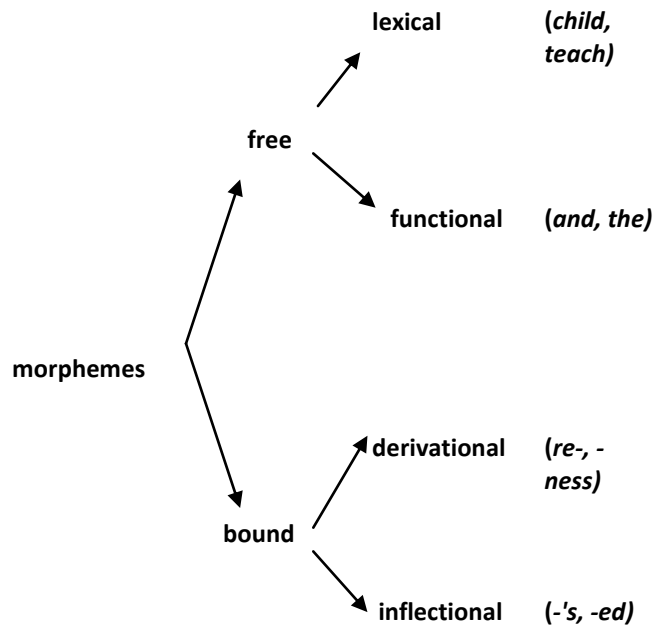 lexical (child,
teach)
free
functional (and, the)
morphemes
derivational (re-, -
ness)
bound
inflectional (-'s, -ed)